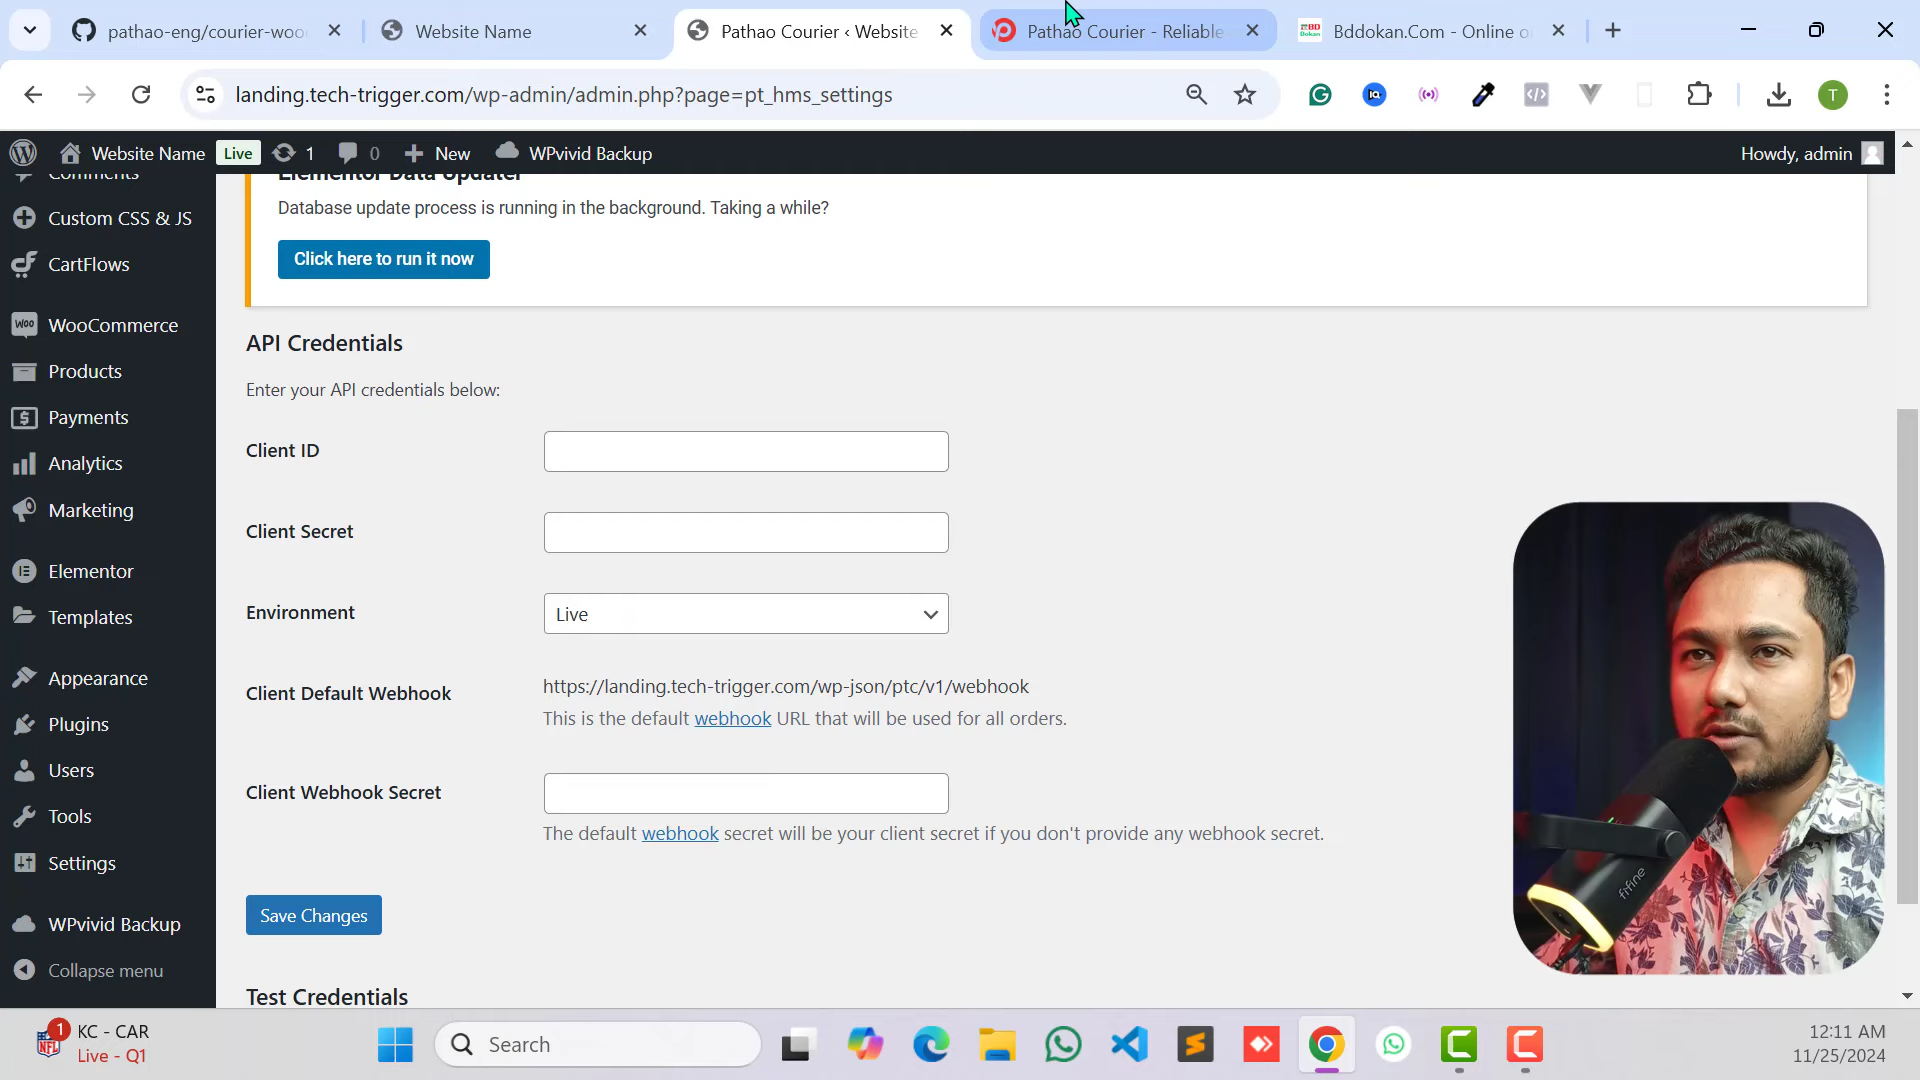 pathao-eng/courier-woo
Website Name
Pathao Courier ‹ Website
Pathao Courier - Reliable
Bddokan.Com - Online o
landing.tech-trigger.com/wp-admin/admin.php?page=pt_hms_settings
T
Website Name
Live
1
0
New
WPvivid Backup
Howdy, admin
Comments
Custom CSS & JS
CartFlows
WooCommerce
Products
Payments
Analytics
Marketing
Elementor
Templates
Appearance
Plugins
Users
Tools
Settings
WPvivid Backup
Collapse menu
Elementor Data Updater
Database update process is running in the background. Taking a while?
Click here to run it now
API Credentials
Enter your API credentials below:
Client ID
Client Secret
Environment
Live
Client Default Webhook
https://landing.tech-trigger.com/wp-json/ptc/v1/webhook
This is the default webhook URL that will be used for all orders.
Client Webhook Secret
The default webhook secret will be your client secret if you don't provide any webhook secret.
Save Changes
Test Credentials
fifine
1
KC - CAR
Live - Q1
Search
12:11 AM
11/25/2024